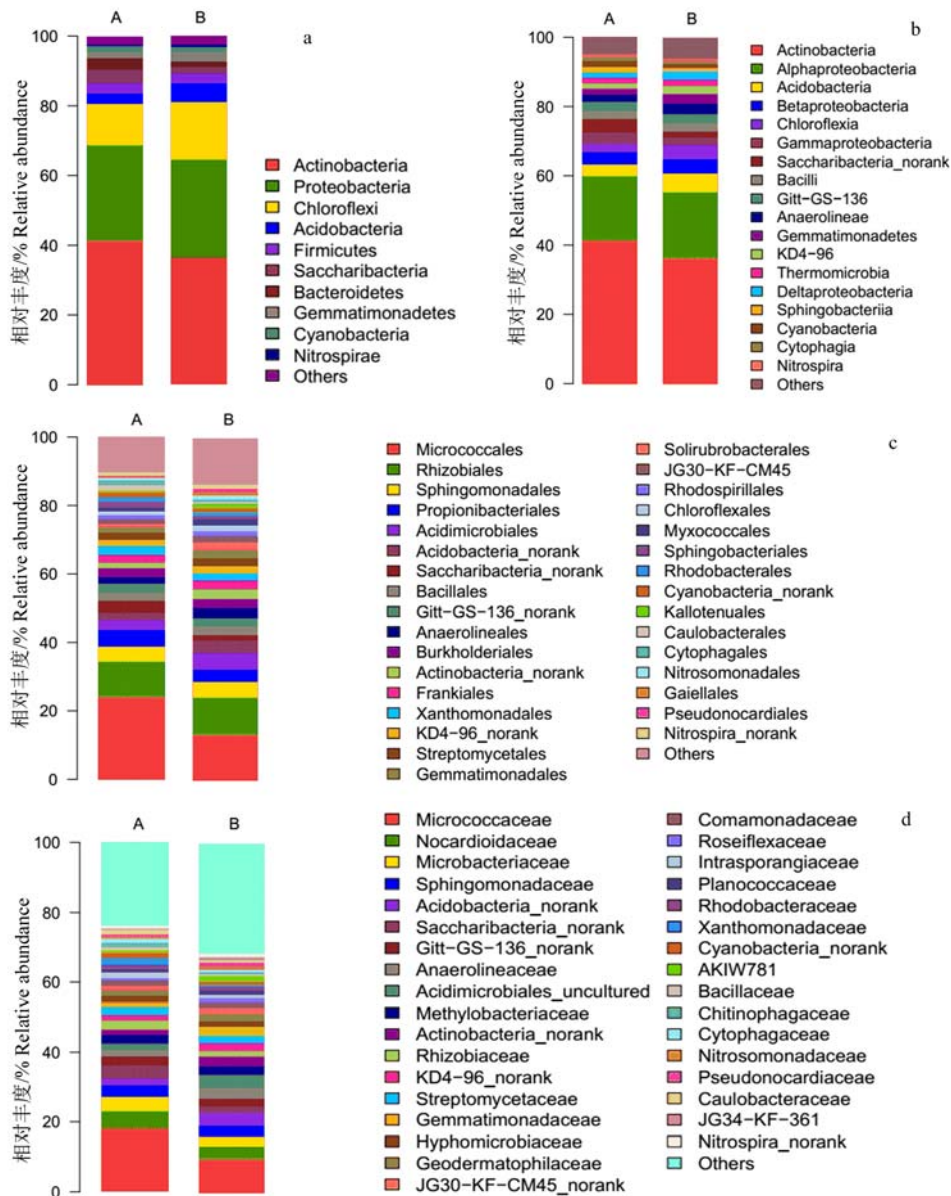 A B
a
100
80
60
40
20
0
相对丰度/% Relative abundance
Actinobacteria
Proteobacteria
Chloroflexi
Acidobacteria
Firmicutes
Saccharibacteria
Bacteroidetes
Gemmatimonadetes
Cyanobacteria
Nitrospirae
Others
A B
b
100
80
60
40
20
0
相对丰度/% Relative abundance
Actinobacteria
Alphaproteobacteria
Acidobacteria
Betaproteobacteria
Chloroflexia
Gammaproteobacteria
Saccharibacteria_norank
Bacilli
Gitt-GS-136
Anaerolineae
Gemmatimonadetes
KD4-96
Thermomicrobia
Deltaproteobacteria
Sphingobacteriia
Cyanobacteria
Cytophagia
Nitrospira
Others
A B
c
100
80
60
40
20
0
相对丰度/% Relative abundance
Micrococcales
Rhizobiales
Sphingomonadales
Propionibacteriales
Acidimicrobiales
Acidobacteria_norank
Saccharibacteria_norank
Bacillales
Gitt-GS-136_norank
Anaerolineales
Burkholderiales
Actinobacteria_norank
Frankiales
Xanthomonadales
KD4-96_norank
Streptomycetales
Gemmatimonadales
Solirubrobacterales
JG30-KF-CM45
Rhodospirillales
Chloroflexales
Myxococcales
Sphingobacteriales
Rhodobacterales
Cyanobacteria_norank
Kallotenuales
Caulobacterales
Cytophagales
Nitrosomonadales
Gaiellales
Pseudonocardiales
Nitrospira_norank
Others
A B
d
100
80
60
40
20
0
相对丰度/% Relative abundance
Micrococcaceae
Nocardioidaceae
Microbacteriaceae
Sphingomonadaceae
Acidobacteria_norank
Saccharibacteria_norank
Gitt-GS-136_norank
Anaerolineaceae
Acidimicrobiales_uncultured
Methylobacteriaceae
Actinobacteria_norank
Rhizobiaceae
KD4-96_norank
Streptomycetaceae
Gemmatimonadaceae
Hyphomicrobiaceae
Geodermatophilaceae
JG30-KF-CM45_norank
Comamonadaceae
Roseiflexaceae
Intrasporangiaceae
Planococcaceae
Rhodobacteraceae
Xanthomonadaceae
Cyanobacteria_norank
AKIW781
Bacillaceae
Chitinophagaceae
Cytophagaceae
Nitrosomonadaceae
Pseudonocardiaceae
Caulobacteraceae
JG34-KF-361
Nitrospira_norank
Others